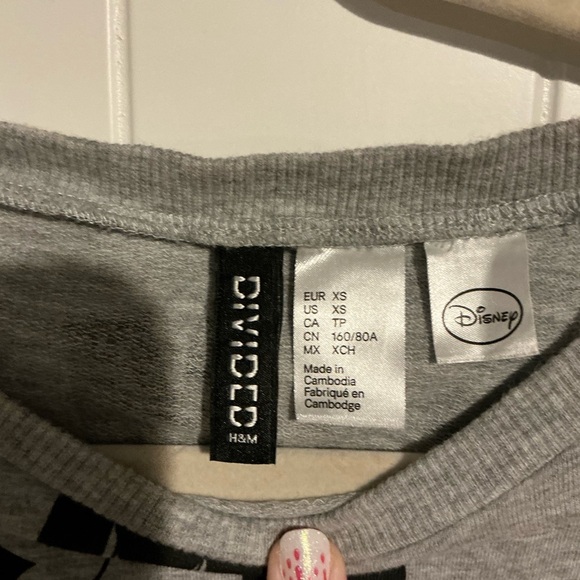 DIVIDED
H&M
EUR XS
US XS
CA TP
CN 160/80A
MX XCH
Made in
Cambodia
Fabriqué en
Cambodge
Disney